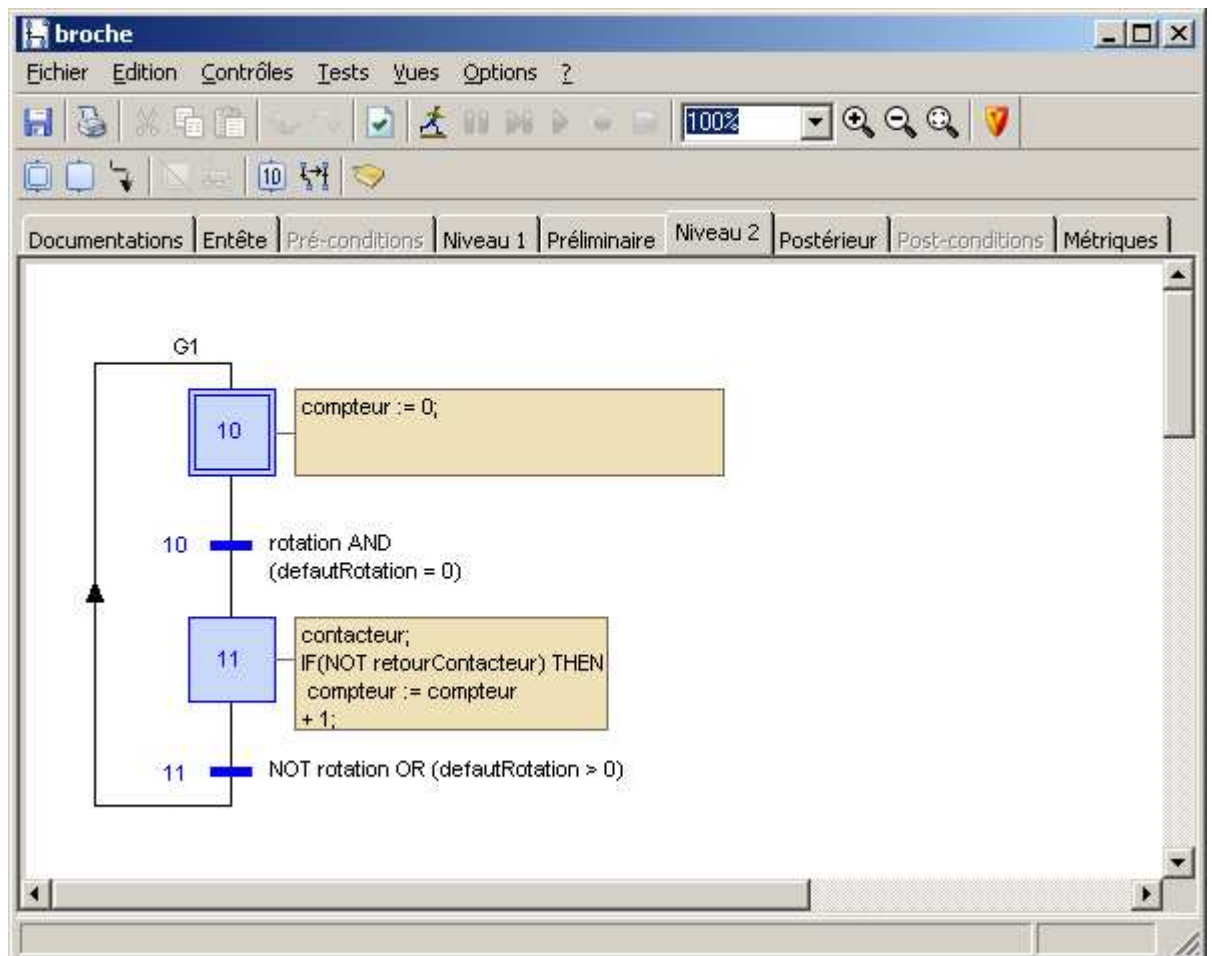 broche
Fichier Edition Contrôles Tests Vues Options ?
100%
10
Documentations Entête Pré-conditions Niveau 1 Préliminaire Niveau 2 Postérieur Post-conditions Métriques
G1
10
compteur := 0;
10
rotation AND
(defautRotation = 0)
11
contacteur;
IF(NOT retourContacteur) THEN
compteur := compteur
+ 1;
11
NOT rotation OR (defautRotation > 0)